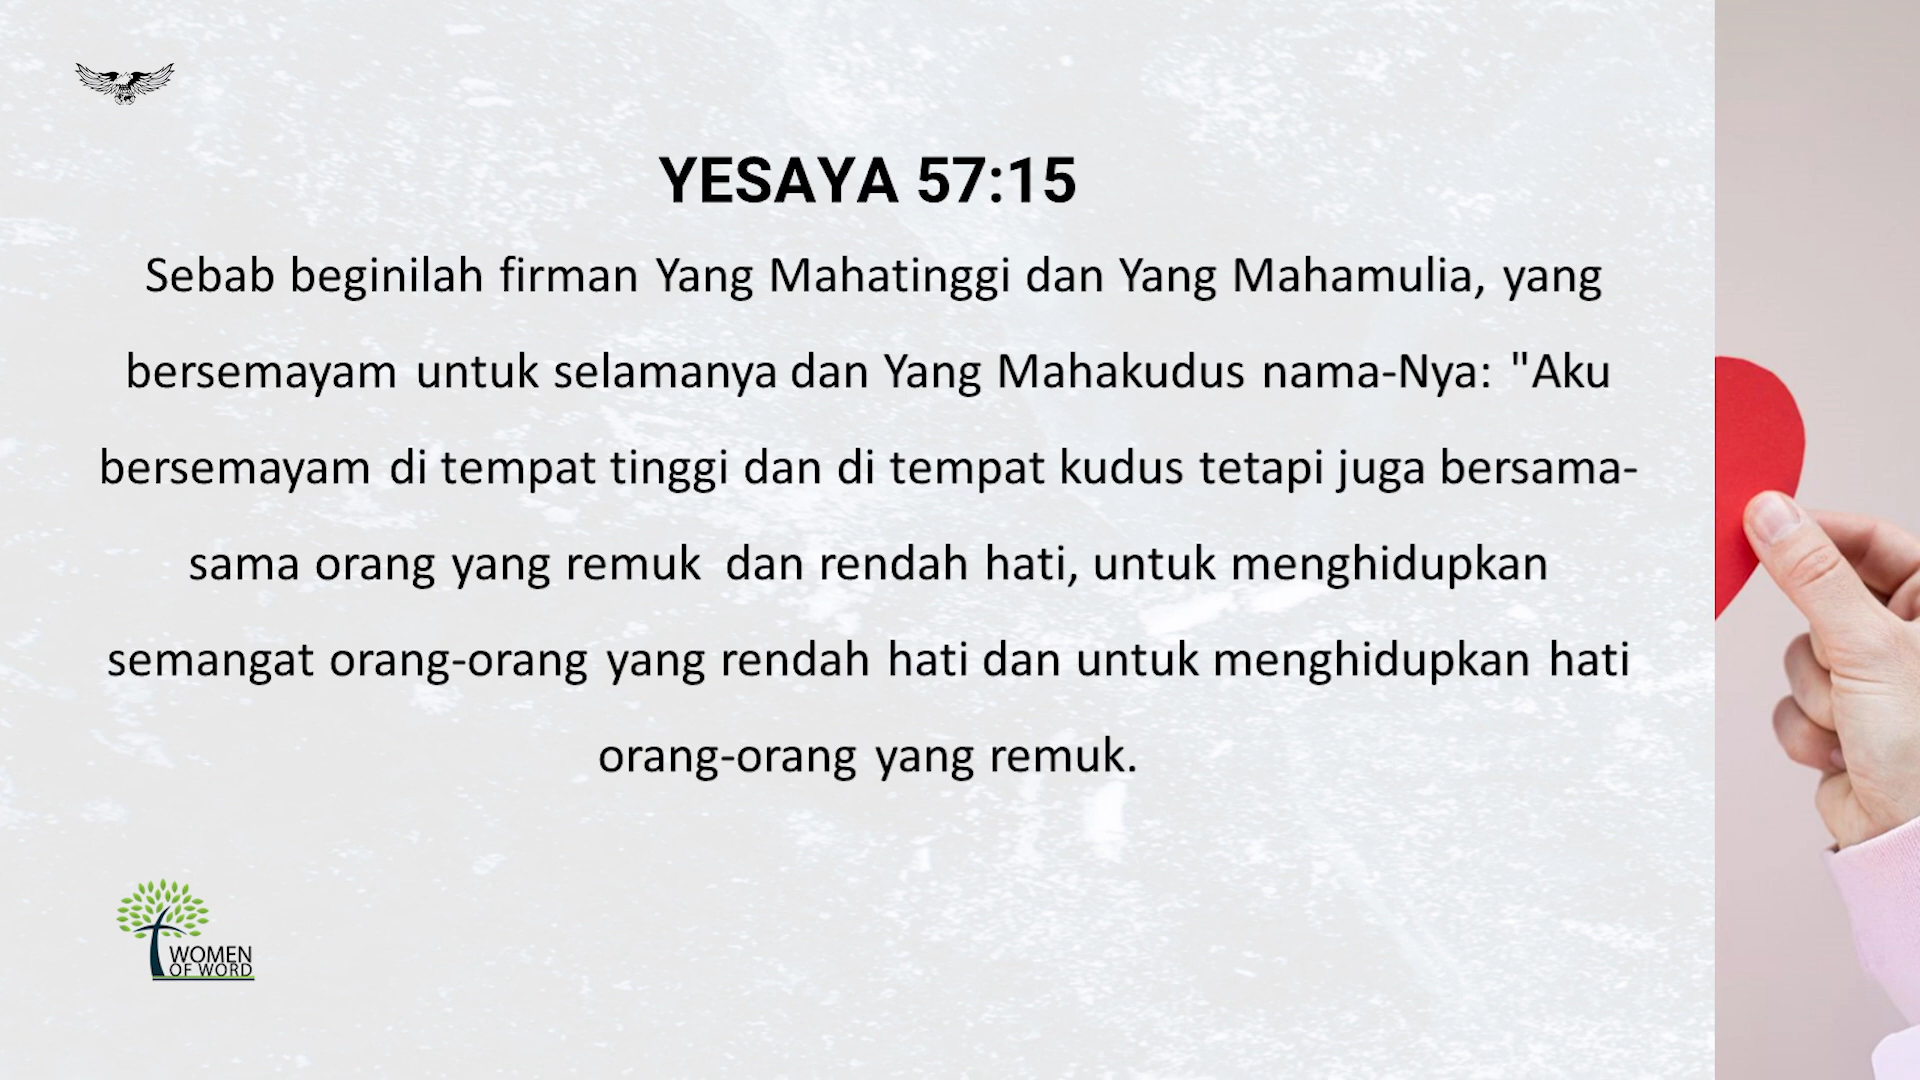 YESAYA 57:15
Sebab beginilah firman Yang Mahatinggi dan Yang Mahamulia, yang
bersemayam untuk selamanya dan Yang Mahakudus nama-Nya: "Aku
bersemayam di tempat tinggi dan di tempat kudus tetapi juga bersama-
sama orang yang remuk dan rendah hati, untuk menghidupkan
semangat orang-orang yang rendah hati dan untuk menghidupkan hati
orang-orang yang remuk.
WOMEN
OF WORD